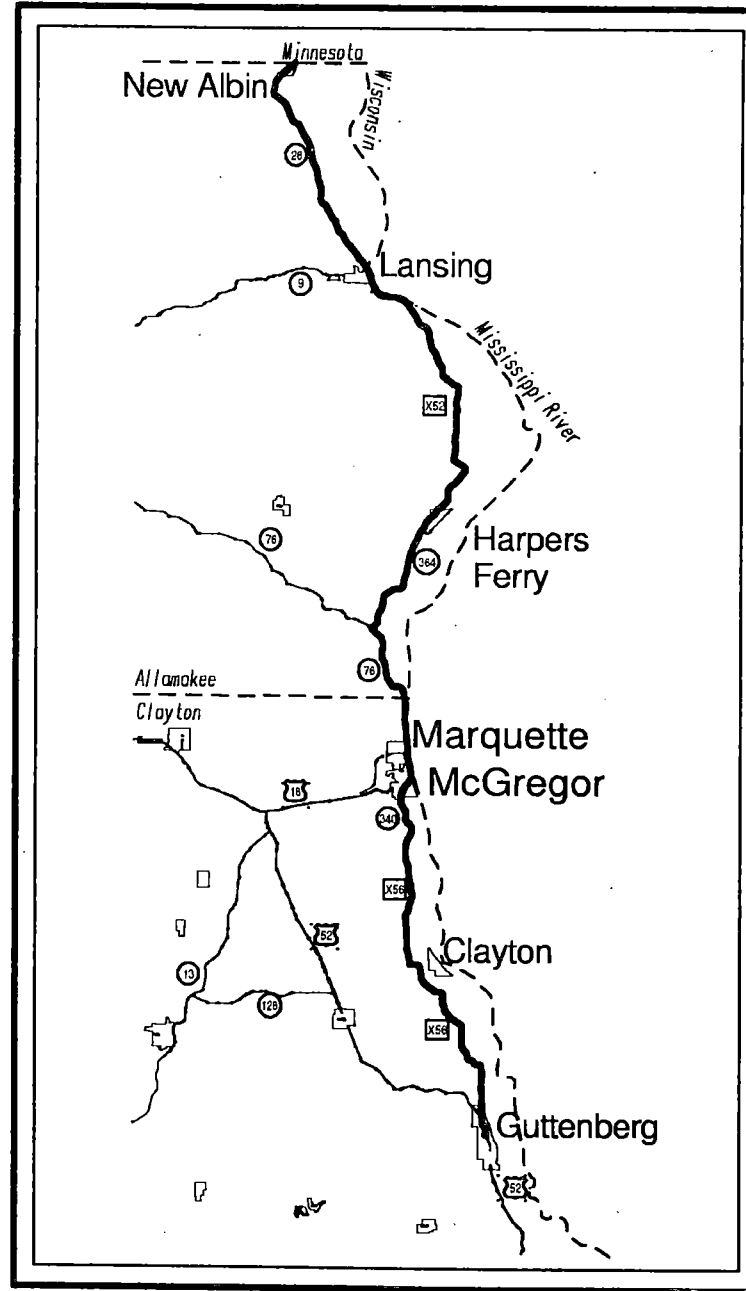 Minnesota
New Albin
Wisconsin
26
Lansing
9
Mississippi River
X52
76
Harpers
Ferry
364
76
Allamakee
Clayton
Marquette
McGregor
18
340
X56
52
Clayton
13
128
X56
Guttenberg
52